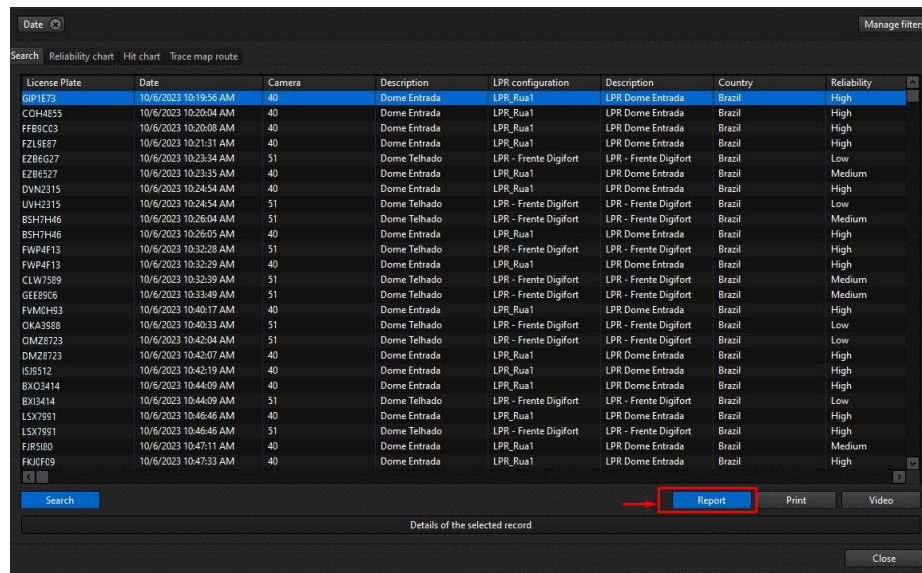 Date
Manage filters
Search Reliability chart Hit chart Trace map route
License Plate Date Camera Description LPR configuration Description Country Reliability
GIP1E73 10/6/2023 10:19:56 AM 40 Dome Entrada LPR_Rua1 LPR Dome Entrada Brazil High
COH4855 10/6/2023 10:20:04 AM 40 Dome Entrada LPR_Rua1 LPR Dome Entrada Brazil High
FFB9C03 10/6/2023 10:20:08 AM 40 Dome Entrada LPR_Rua1 LPR Dome Entrada Brazil High
FZL9E87 10/6/2023 10:21:31 AM 40 Dome Entrada LPR_Rua1 LPR Dome Entrada Brazil High
EZB6G27 10/6/2023 10:23:34 AM 51 Dome Telhado LPR - Frente Digifort LPR - Frente Digifort Brazil Low
EZB6527 10/6/2023 10:23:35 AM 40 Dome Entrada LPR_Rua1 LPR Dome Entrada Brazil Medium
DVN2315 10/6/2023 10:24:54 AM 40 Dome Entrada LPR_Rua1 LPR Dome Entrada Brazil High
UVH2315 10/6/2023 10:24:54 AM 51 Dome Telhado LPR - Frente Digifort LPR - Frente Digifort Brazil Low
BSH7H46 10/6/2023 10:26:04 AM 51 Dome Telhado LPR - Frente Digifort LPR - Frente Digifort Brazil Medium
BSH7H46 10/6/2023 10:26:05 AM 40 Dome Entrada LPR_Rua1 LPR Dome Entrada Brazil High
FWP4F13 10/6/2023 10:32:28 AM 51 Dome Telhado LPR - Frente Digifort LPR - Frente Digifort Brazil High
FWP4F13 10/6/2023 10:32:29 AM 40 Dome Entrada LPR_Rua1 LPR Dome Entrada Brazil High
CLW7589 10/6/2023 10:32:39 AM 51 Dome Telhado LPR - Frente Digifort LPR - Frente Digifort Brazil Medium
GEE8906 10/6/2023 10:33:49 AM 51 Dome Telhado LPR - Frente Digifort LPR - Frente Digifort Brazil Medium
FVM0H93 10/6/2023 10:40:17 AM 40 Dome Entrada LPR_Rua1 LPR Dome Entrada Brazil High
OKA3988 10/6/2023 10:40:33 AM 51 Dome Telhado LPR - Frente Digifort LPR - Frente Digifort Brazil Low
OMZ8723 10/6/2023 10:42:04 AM 51 Dome Telhado LPR - Frente Digifort LPR - Frente Digifort Brazil Low
DMZ8723 10/6/2023 10:42:07 AM 40 Dome Entrada LPR_Rua1 LPR Dome Entrada Brazil High
ISJ9512 10/6/2023 10:42:19 AM 40 Dome Entrada LPR_Rua1 LPR Dome Entrada Brazil High
BXO3414 10/6/2023 10:44:09 AM 40 Dome Entrada LPR_Rua1 LPR Dome Entrada Brazil High
BXI3414 10/6/2023 10:44:09 AM 51 Dome Telhado LPR - Frente Digifort LPR - Frente Digifort Brazil Low
LSX7991 10/6/2023 10:46:46 AM 40 Dome Entrada LPR_Rua1 LPR Dome Entrada Brazil High
LSX7991 10/6/2023 10:46:46 AM 51 Dome Telhado LPR - Frente Digifort LPR - Frente Digifort Brazil High
FJR5I80 10/6/2023 10:47:11 AM 40 Dome Entrada LPR_Rua1 LPR Dome Entrada Brazil Medium
FKJ0F09 10/6/2023 10:47:33 AM 40 Dome Entrada LPR_Rua1 LPR Dome Entrada Brazil High
Search Report Print Video
Details of the selected record
Close